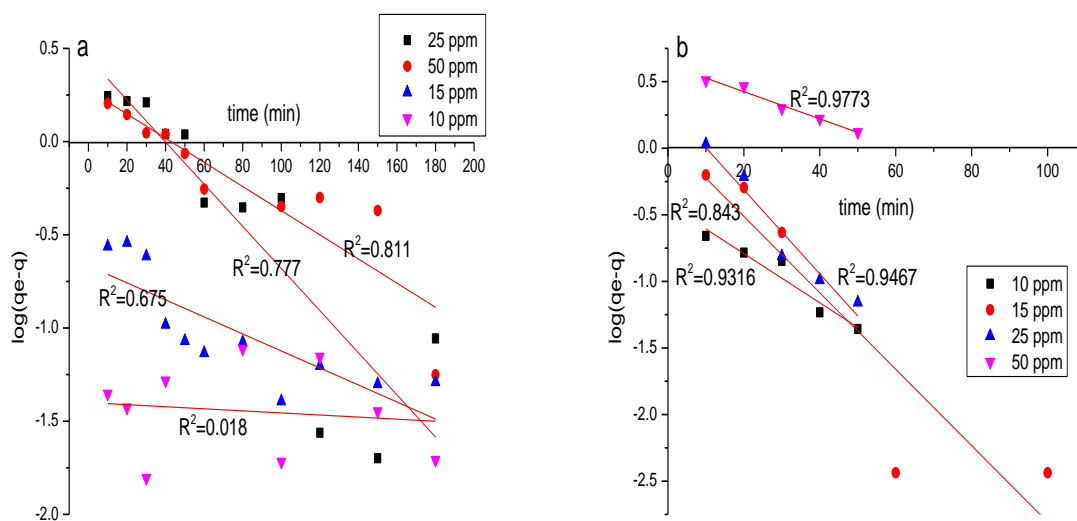 a
25 ppm
50 ppm
15 ppm
10 ppm
time (min)
log(qe-q)
0.5
0.0
-0.5
-1.0
-1.5
-2.0
0 20 40 60 80 100 120 140 160 180 200
R²=0.811
R²=0.777
R²=0.675
R²=0.018
b
time (min)
log(qe-q)
1.0
0.5
0.0
-0.5
-1.0
-1.5
-2.0
-2.5
0 20 40 60 80 100
R²=0.9773
R²=0.843
R²=0.9316
R²=0.9467
10 ppm
15 ppm
25 ppm
50 ppm